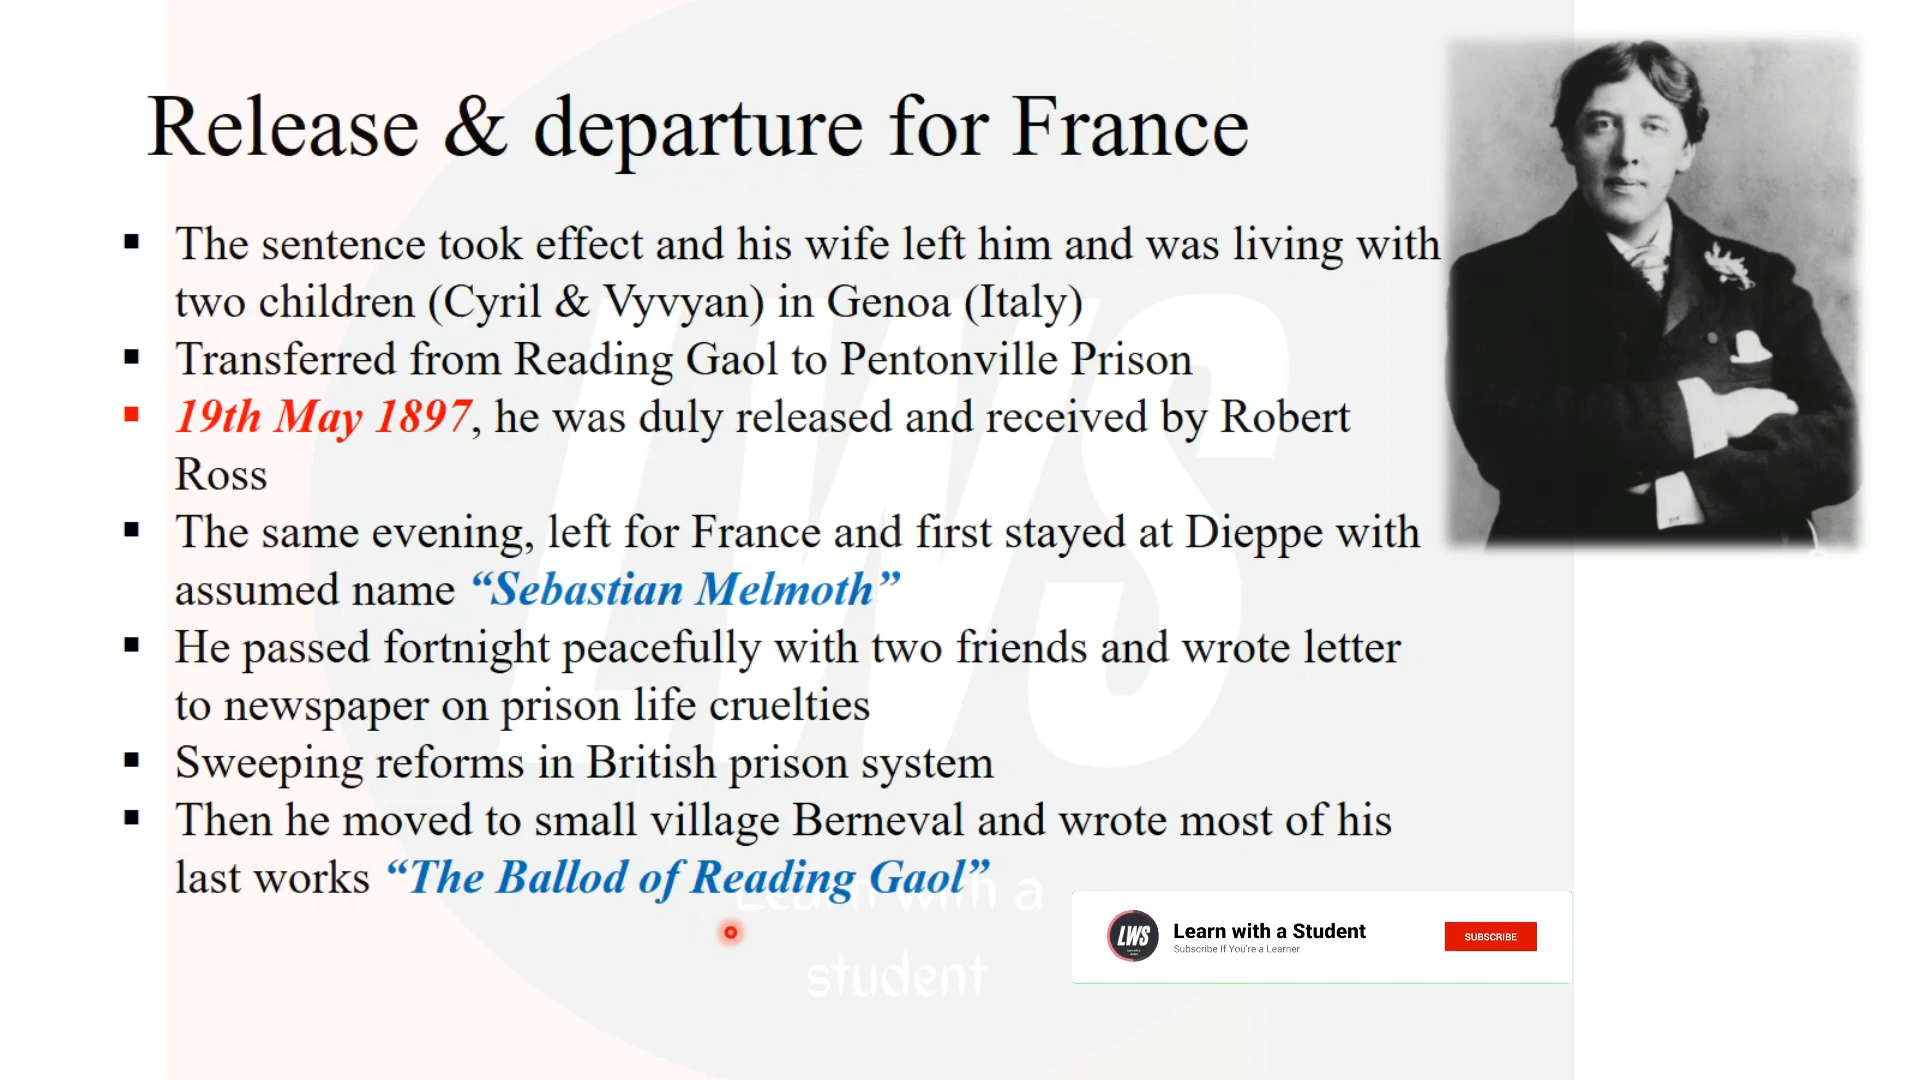 Release & departure for France
▪ The sentence took effect and his wife left him and was living with
two children (Cyril & Vyvyan) in Genoa (Italy)
▪ Transferred from Reading Gaol to Pentonville Prison
▪ 19th May 1897, he was duly released and received by Robert
Ross
▪ The same evening, left for France and first stayed at Dieppe with
assumed name “Sebastian Melmoth”
▪ He passed fortnight peacefully with two friends and wrote letter
to newspaper on prison life cruelties
▪ Sweeping reforms in British prison system
▪ Then he moved to small village Berneval and wrote most of his
last works “The Ballod of Reading Gaol”
LWS
Learn with a
student
LWS
Learn with a Student
Subscribe If You're a Learner
SUBSCRIBE